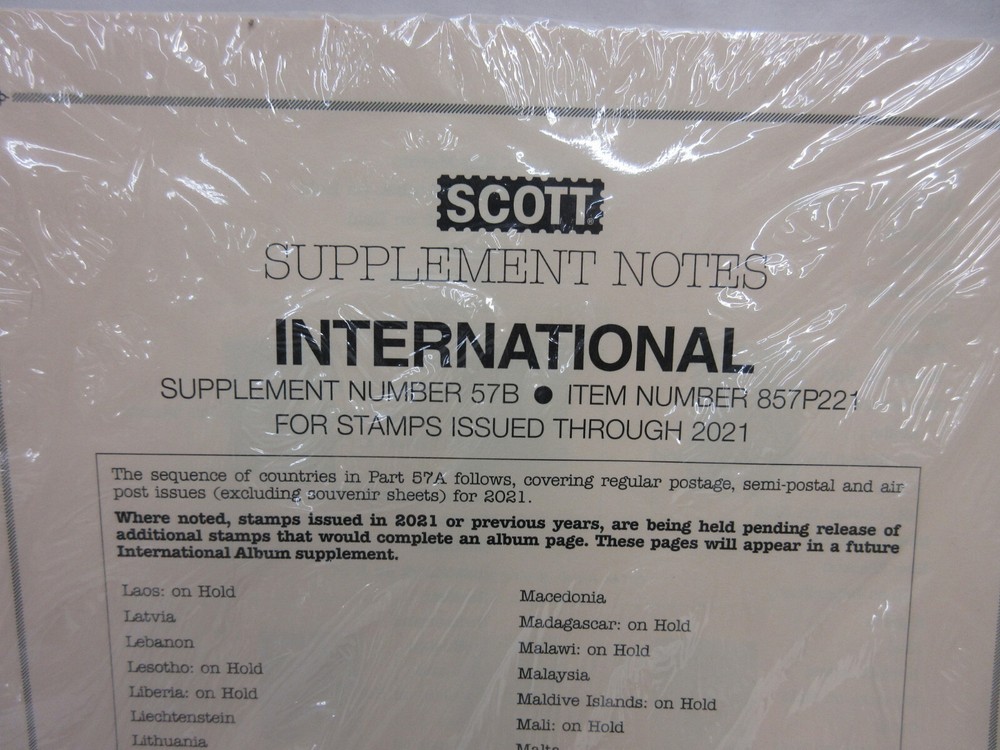 SCOTT
SUPPLEMENT NOTES
INTERNATIONAL
SUPPLEMENT NUMBER 57B ● ITEM NUMBER 857P221
FOR STAMPS ISSUED THROUGH 2021
The sequence of countries in Part 57A follows, covering regular postage, semi-postal and air
post issues (excluding souvenir sheets) for 2021.
Where noted, stamps issued in 2021 or previous years, are being held pending release of
additional stamps that would complete an album page. These pages will appear in a future
International Album supplement.
Laos: on Hold
Latvia
Lebanon
Lesotho: on Hold
Liberia: on Hold
Liechtenstein
Lithuania
Macedonia
Madagascar: on Hold
Malawi: on Hold
Malaysia
Maldive Islands: on Hold
Mali: on Hold
Malta